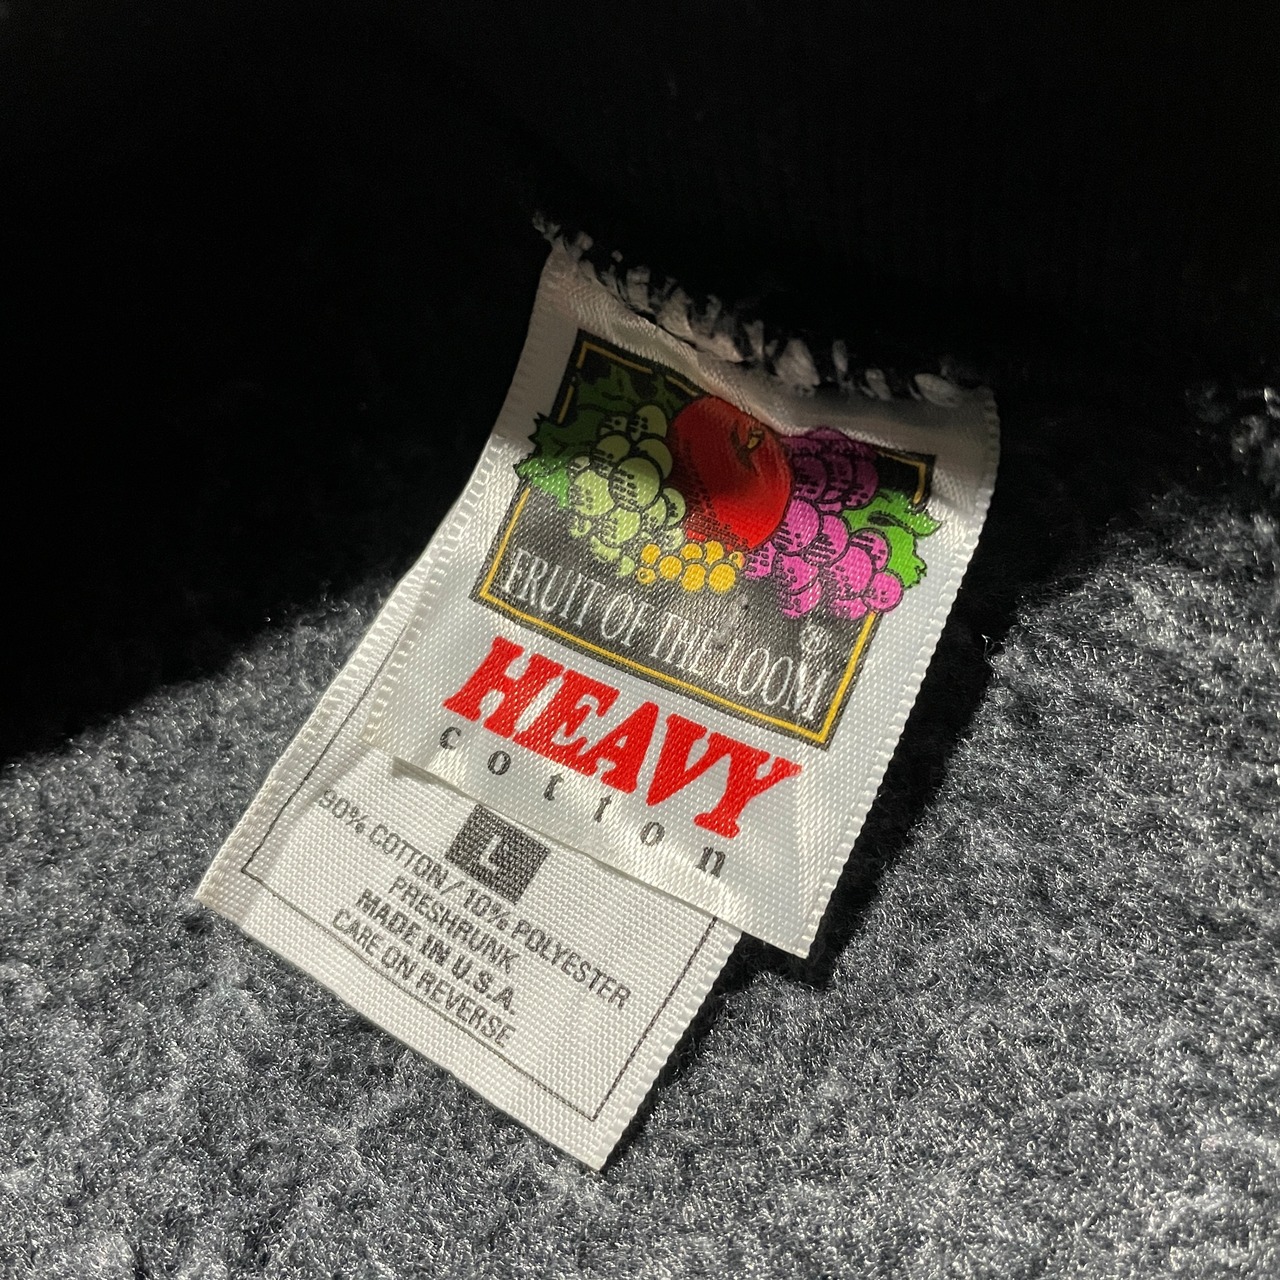 FRUIT OF THE LOOM®
HEAVY
cotton
L
90% COTTON/10% POLYESTER
PRESHRUNK
MADE IN U.S.A.
CARE ON REVERSE